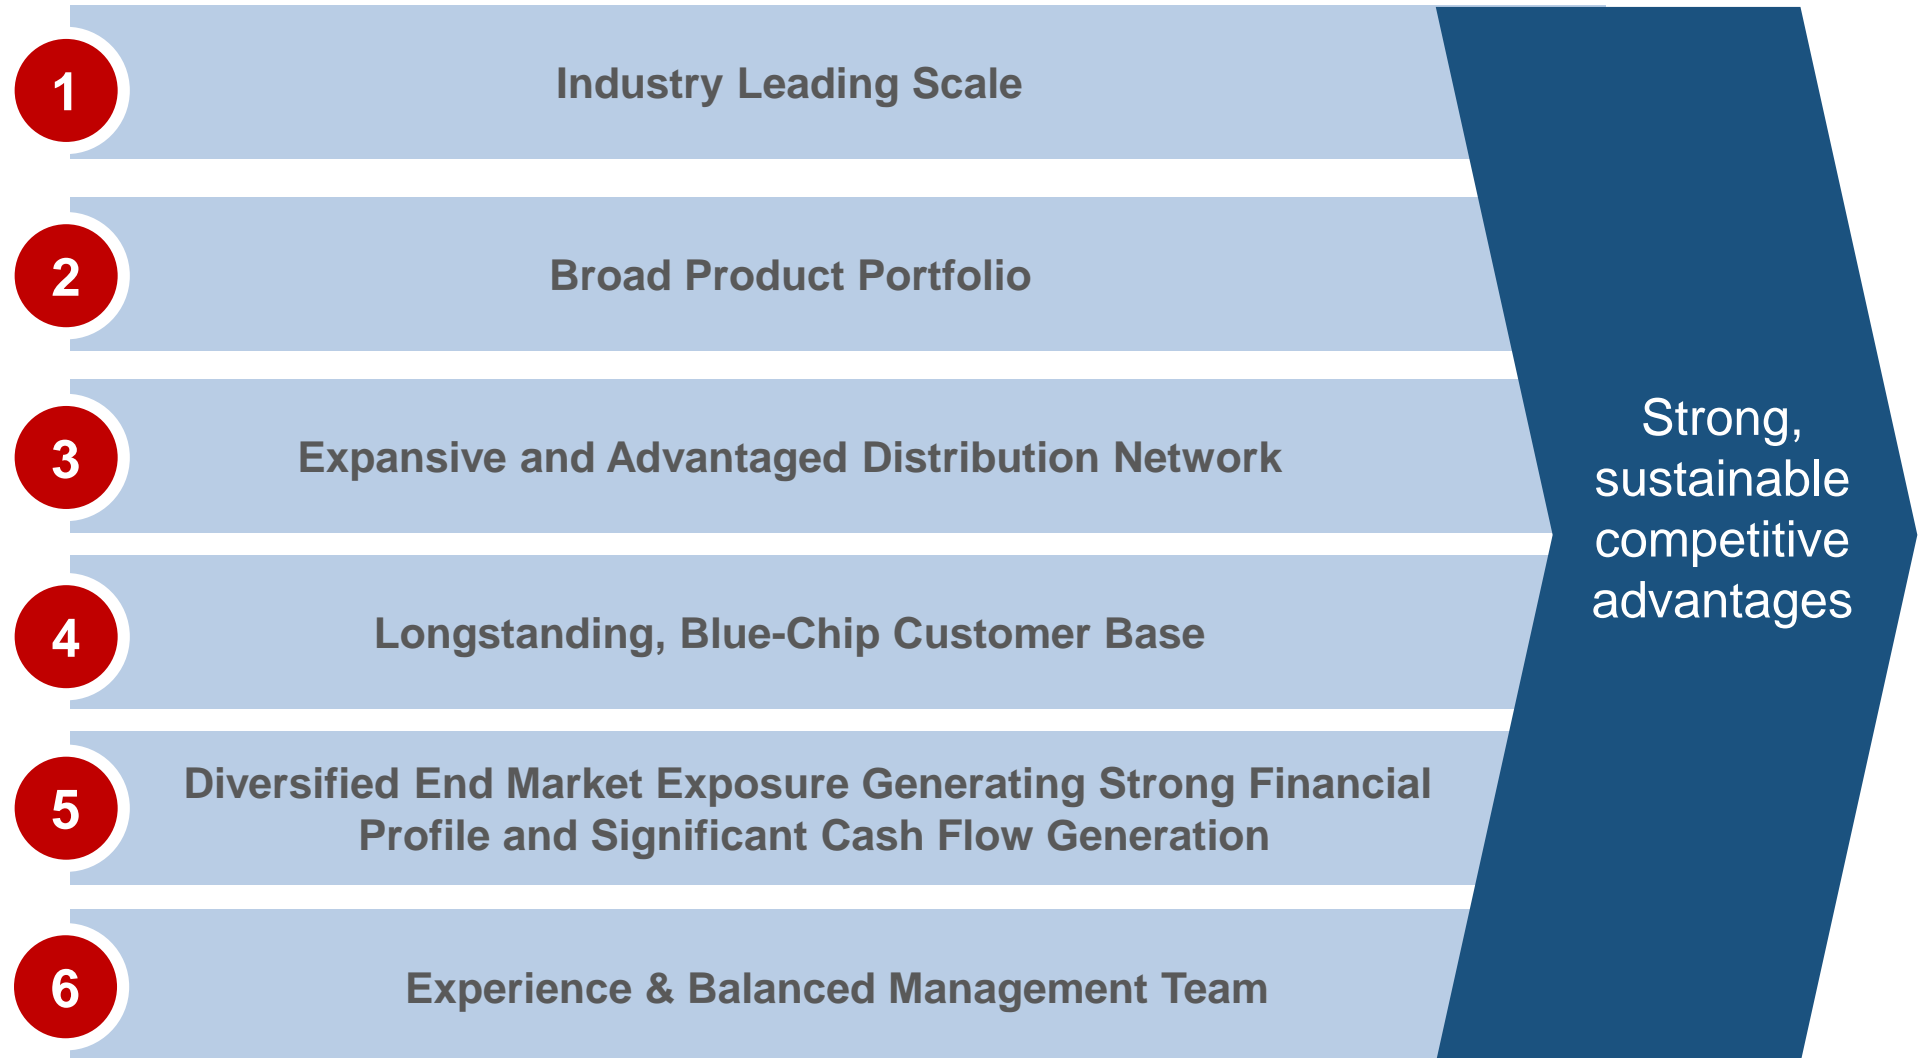 1
Industry Leading Scale
2
Broad Product Portfolio
3
Expansive and Advantaged Distribution Network
4
Longstanding, Blue-Chip Customer Base
5
Diversified End Market Exposure Generating Strong Financial
Profile and Significant Cash Flow Generation
6
Experience & Balanced Management Team
Strong,
sustainable
competitive
advantages